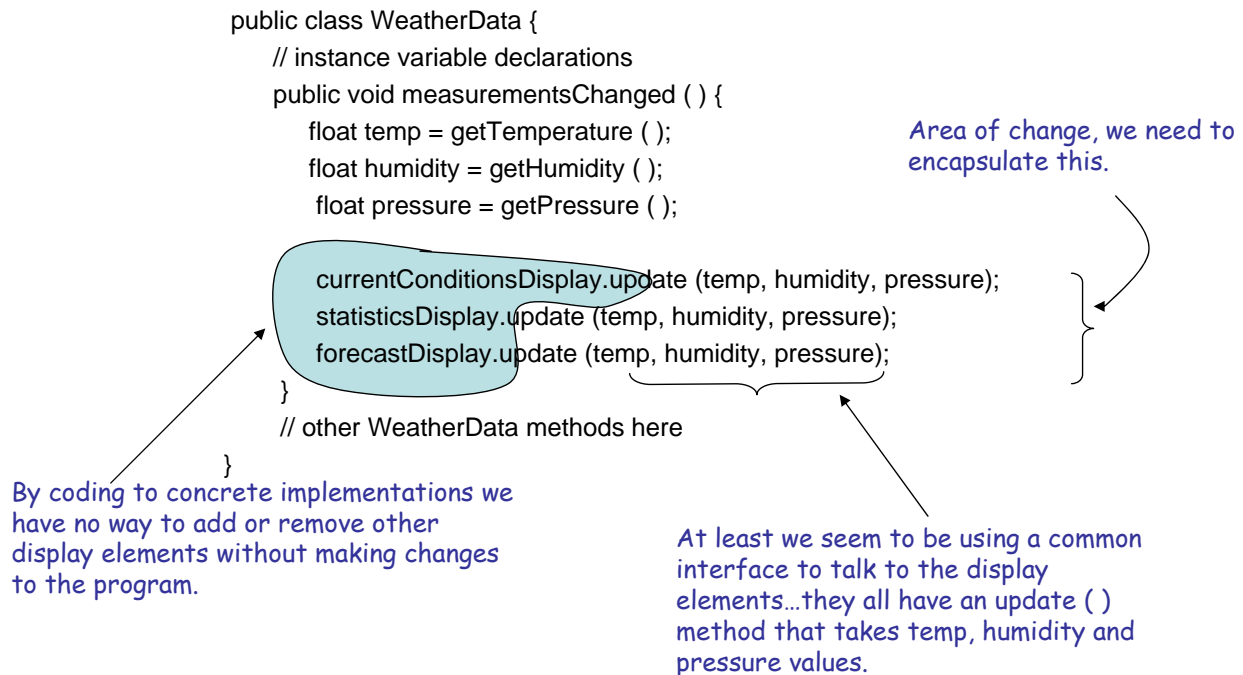 public class WeatherData {
// instance variable declarations
public void measurementsChanged ( ) {
float temp = getTemperature ( );
float humidity = getHumidity ( );
float pressure = getPressure ( );
Area of change, we need to
encapsulate this.
currentConditionsDisplay.update (temp, humidity, pressure);
statisticsDisplay.update (temp, humidity, pressure);
forecastDisplay.update (temp, humidity, pressure);
}
// other WeatherData methods here
}
By coding to concrete implementations we
have no way to add or remove other
display elements without making changes
to the program.
At least we seem to be using a common
interface to talk to the display
elements...they all have an update ( )
method that takes temp, humidity and
pressure values.